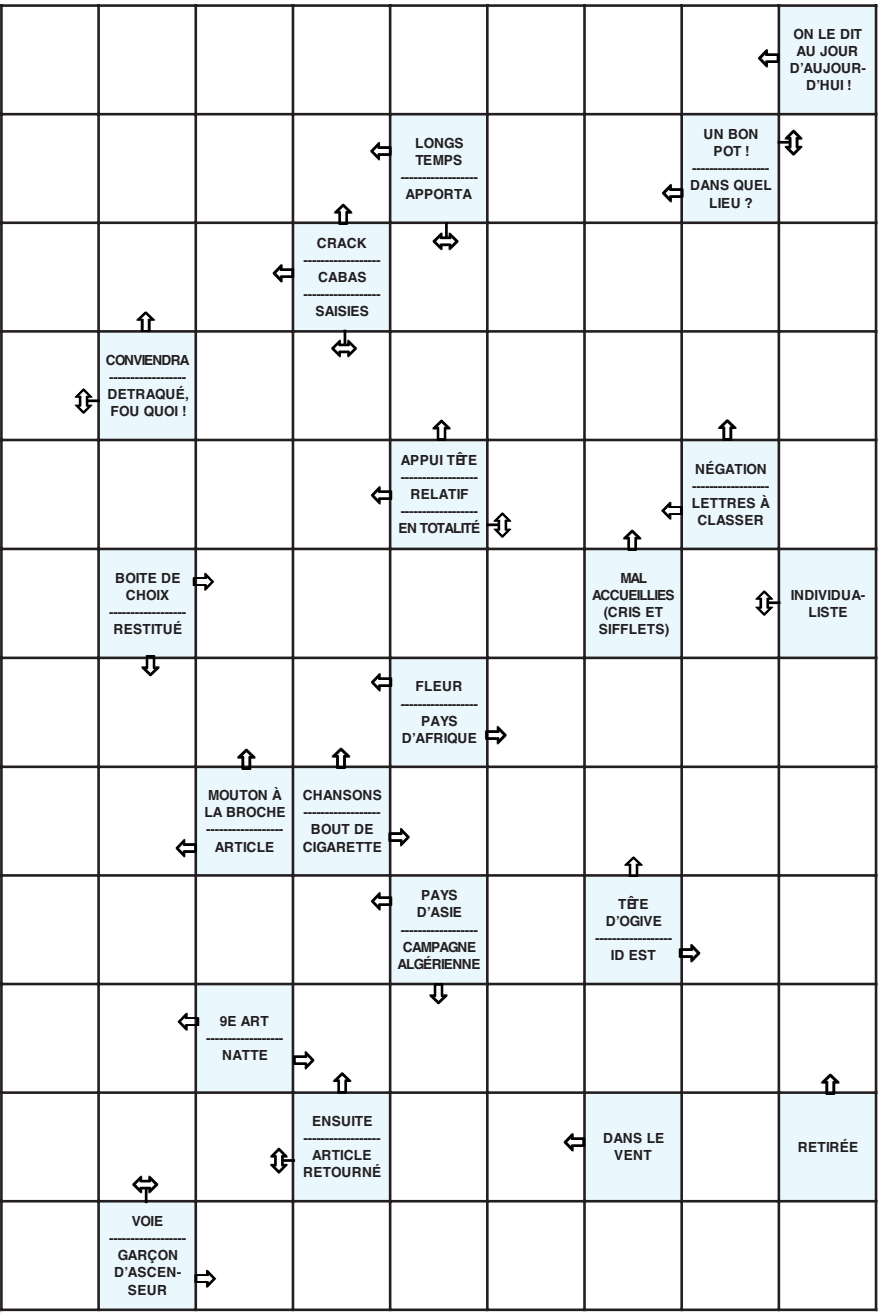 ON LE DIT
AU JOUR
D'AUJOUR-
D'HUI !
LONGS
TEMPS
APPORTA
UN BON
POT !
DANS QUEL
LIEU ?
CRACK
CABAS
SAISIES
CONVIENDRA
DETRAQUÉ,
FOU QUOI !
APPUI TÊTE
RELATIF
EN TOTALITÉ
NÉGATION
LETTRES À
CLASSER
BOITE DE
CHOIX
RESTITUÉ
MAL
ACCUEILLIES
(CRIS ET
SIFFLETS)
INDIVIDUA-
LISTE
FLEUR
PAYS
D'AFRIQUE
MOUTON À
LA BROCHE
ARTICLE
CHANSONS
BOUT DE
CIGARETTE
PAYS
D'ASIE
CAMPAGNE
ALGÉRIENNE
TÊTE
D'OGIVE
ID EST
9E ART
NATTE
ENSUITE
ARTICLE
RETOURNÉ
DANS LE
VENT
RETIRÉE
VOIE
GARÇON
D'ASCEN-
SEUR